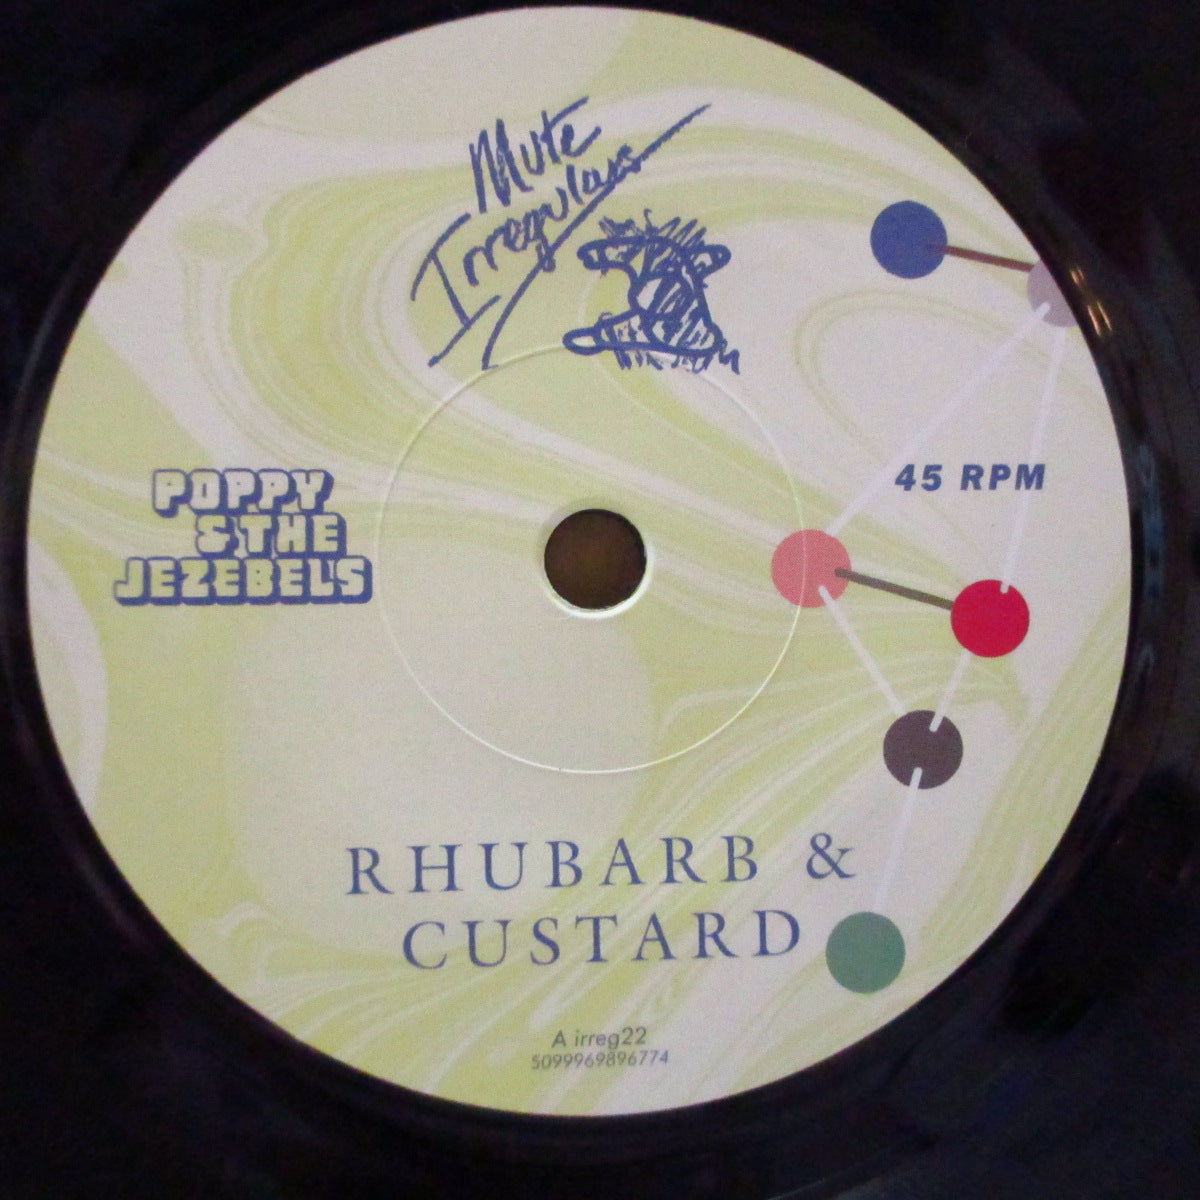 Mute
Irregulars
45 RPM
POPPY
& THE
JEZEBELS
RHUBARB &
CUSTARD
A irreg22
5099969896774